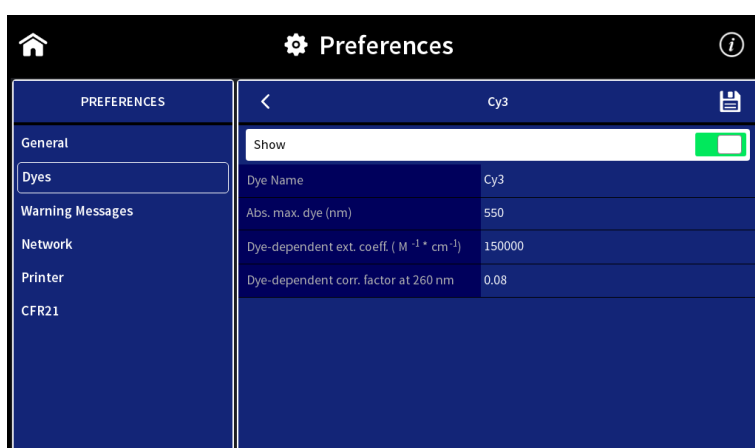 Preferences
PREFERENCES
Cy3
General
Show
Dyes
Dye Name
Cy3
Warning Messages
Abs. max. dye (nm)
550
Network
Dye-dependent ext. coeff. ( M ⁻¹ * cm⁻¹)
150000
Printer
Dye-dependent corr. factor at 260 nm
0.08
CFR21